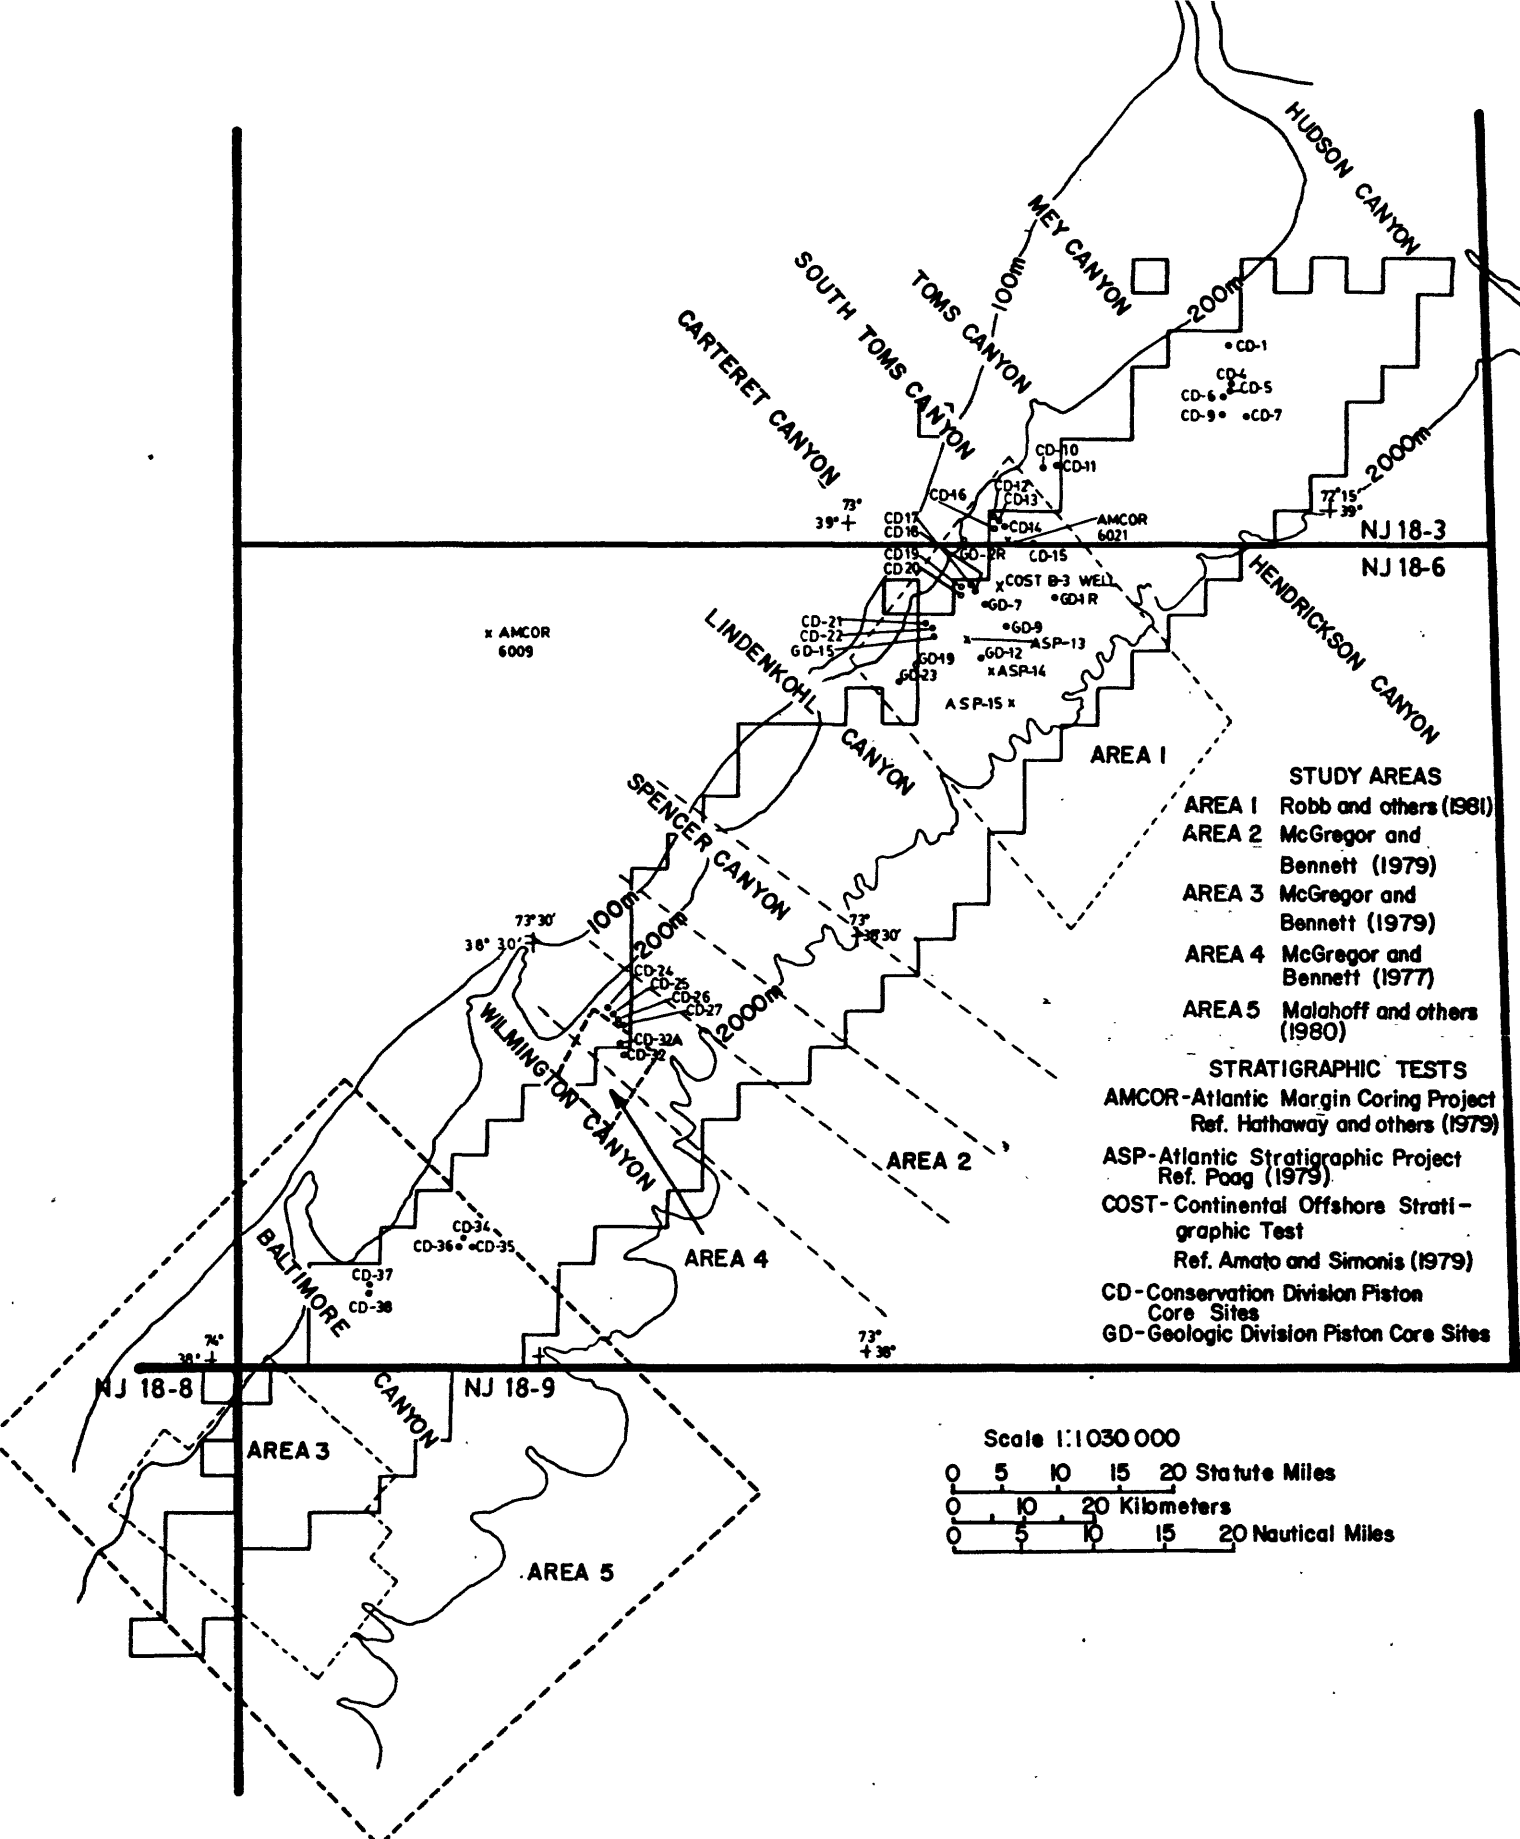 HUDSON CANYON
MEY CANYON
TOMS CANYON
SOUTH TOMS CANYON
CARTERET CANYON
100m
200m
CD-1
CD-4
CD-5
CD-6
CD-9
CD-7
2000m
CD-10
CD-11
CD-12
CD-13
CD-16
CD-14
73°
39°
72° 15'
39°
CD17
CD18
AMCOR
6021
NJ 18-3
GD-2R
CD-15
CD19
CD20
NJ 18-6
COST B-3 WELL
GD-1R
GD-7
HENDRICKSON CANYON
LINDENKOHL
CANYON
CD-21
CD-22
GD-15
GD-9
ASP-13
AMCOR
6009
GD-12
GD-19
ASP-14
GD-23
ASP-15
AREA 1
SPENCER CANYON
STUDY AREAS
AREA 1 Robb and others (1981)
AREA 2 McGregor and
Bennett (1979)
AREA 3 McGregor and
Bennett (1979)
AREA 4 McGregor and
Bennett (1977)
AREA 5 Malahoff and others
(1980)
100m
200m
73° 30'
38° 30'
73°
38°30'
CD-24
CD-25
CD-26
CD-27
2000m
CD-32A
CD-32
WILMINGTON CANYON
STRATIGRAPHIC TESTS
AMCOR-Atlantic Margin Coring Project
Ref. Hathaway and others (1979)
ASP-Atlantic Stratigraphic Project
Ref. Poag (1979)
COST-Continental Offshore Strati-
graphic Test
Ref. Amato and Simonis (1979)
CD-Conservation Division Piston
Core Sites
GD-Geologic Division Piston Core Sites
AREA 2
AREA 4
CD-34
CD-36
CD-35
CD-37
CD-38
BALTIMORE
CANYON
74°
38°
73°
38°
NJ 18-8
NJ 18-9
AREA 3
AREA 5
Scale 1:1030000
0 5 10 15 20 Statute Miles
0 10 20 Kilometers
0 5 10 15 20 Nautical Miles